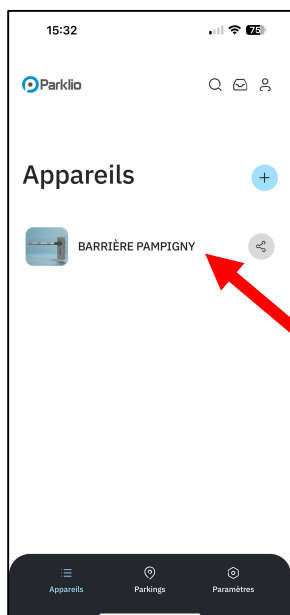 15:32
75
Parklio
Appareils
BARRIÈRE PAMPIGNY
Appareils
Parkings
Paramètres